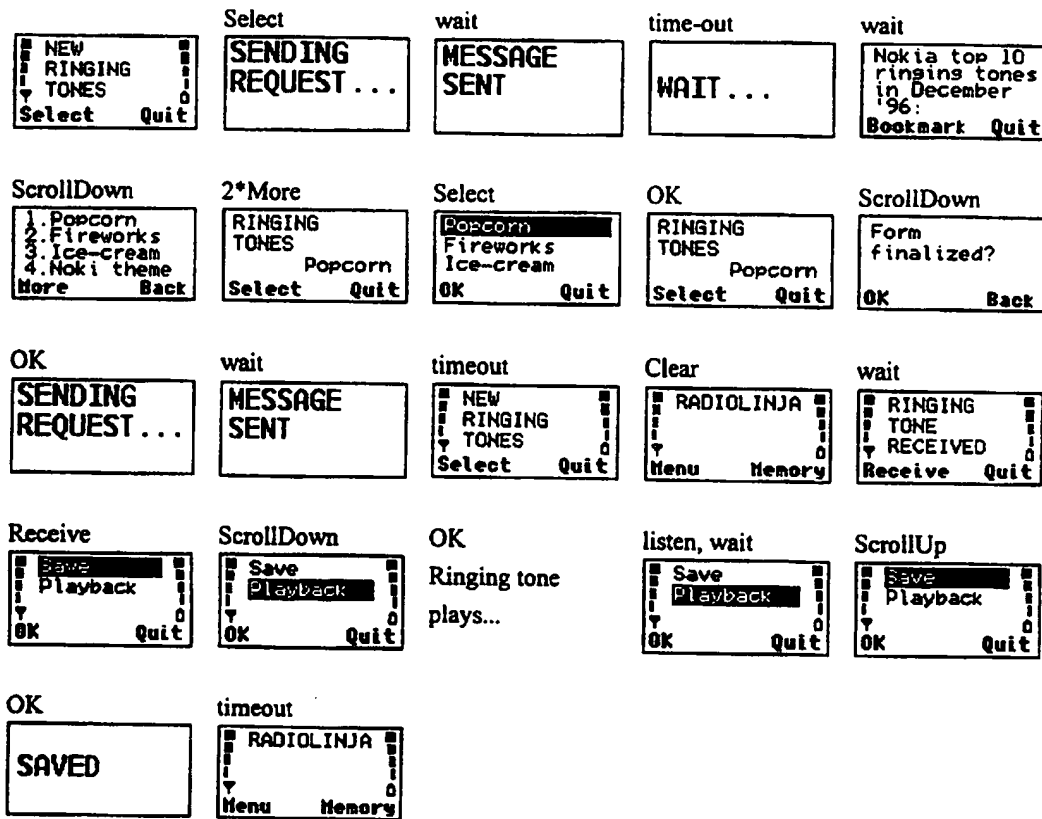 Select
wait
time-out
wait
NEW
RINGING
TONES
Select Quit
SENDING
REQUEST...
MESSAGE
SENT
WAIT...
Nokia top 10
ringing tones
in December
'96:
Bookmark Quit
ScrollDown
2*More
Select
OK
ScrollDown
1.Popcorn
2.Fireworks
3.Ice-cream
4.Noki theme
More Back
RINGING
TONES
Popcorn
Select Quit
Popcorn
Fireworks
Ice-cream
OK Quit
RINGING
TONES
Popcorn
Select Quit
Form
finalized?
OK Back
OK
wait
timeout
Clear
wait
SENDING
REQUEST...
MESSAGE
SENT
NEW
RINGING
TONES
Select Quit
RADIOLINJA
Menu Memory
RINGING
TONE
RECEIVED
Receive Quit
Receive
ScrollDown
OK
listen, wait
ScrollUp
Save
Playback
OK Quit
Save
Playback
OK Quit
Ringing tone
plays...
Save
Playback
OK Quit
Save
Playback
OK Quit
OK
timeout
SAVED
RADIOLINJA
Menu Memory